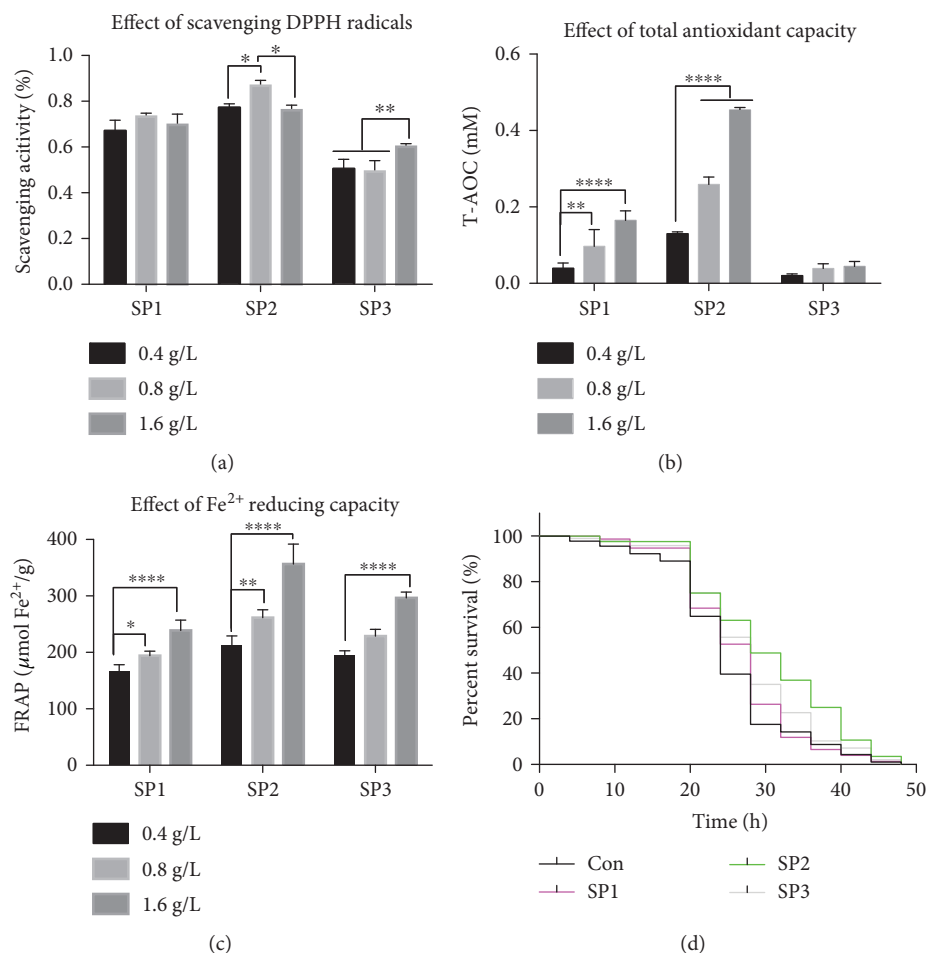 Effect of scavenging DPPH radicals
Scavenging acitivity (%)
1.0
0.8
0.6
0.4
0.2
0.0
*
*
**
SP1 SP2 SP3
0.4 g/L
0.8 g/L
1.6 g/L
(a)
Effect of total antioxidant capacity
T-AOC (mM)
0.6
0.4
0.2
0.0
****
****
**
SP1 SP2 SP3
0.4 g/L
0.8 g/L
1.6 g/L
(b)
Effect of Fe²⁺ reducing capacity
FRAP (μmol Fe²⁺/g)
400
300
200
100
0
****
*
****
**
****
SP1 SP2 SP3
0.4 g/L
0.8 g/L
1.6 g/L
(c)
Percent survival (%)
100
80
60
40
20
0
0 10 20 30 40 50
Time (h)
Con SP2
SP1 SP3
(d)